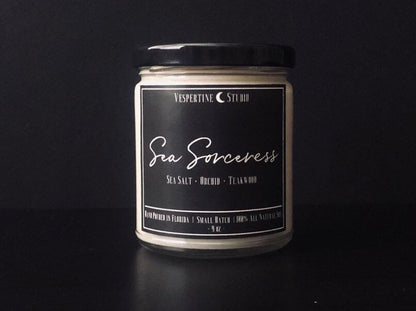 Vespertine Studio
Sea Sorceress
Sea Salt - Orchid - Teakwood
Hand Poured in Florida | Small Batch | 100% All Natural Soy
- 9 oz -